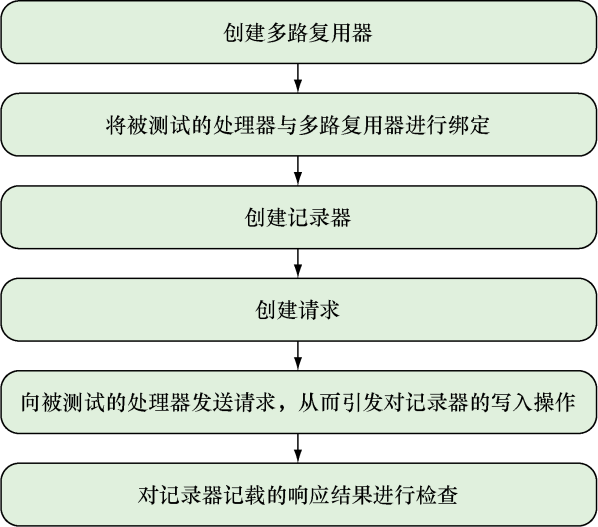 创建多路复用器
将被测试的处理器与多路复用器进行绑定
创建记录器
创建请求
向被测试的处理器发送请求，从而引发对记录器的写入操作
对记录器记载的响应结果进行检查